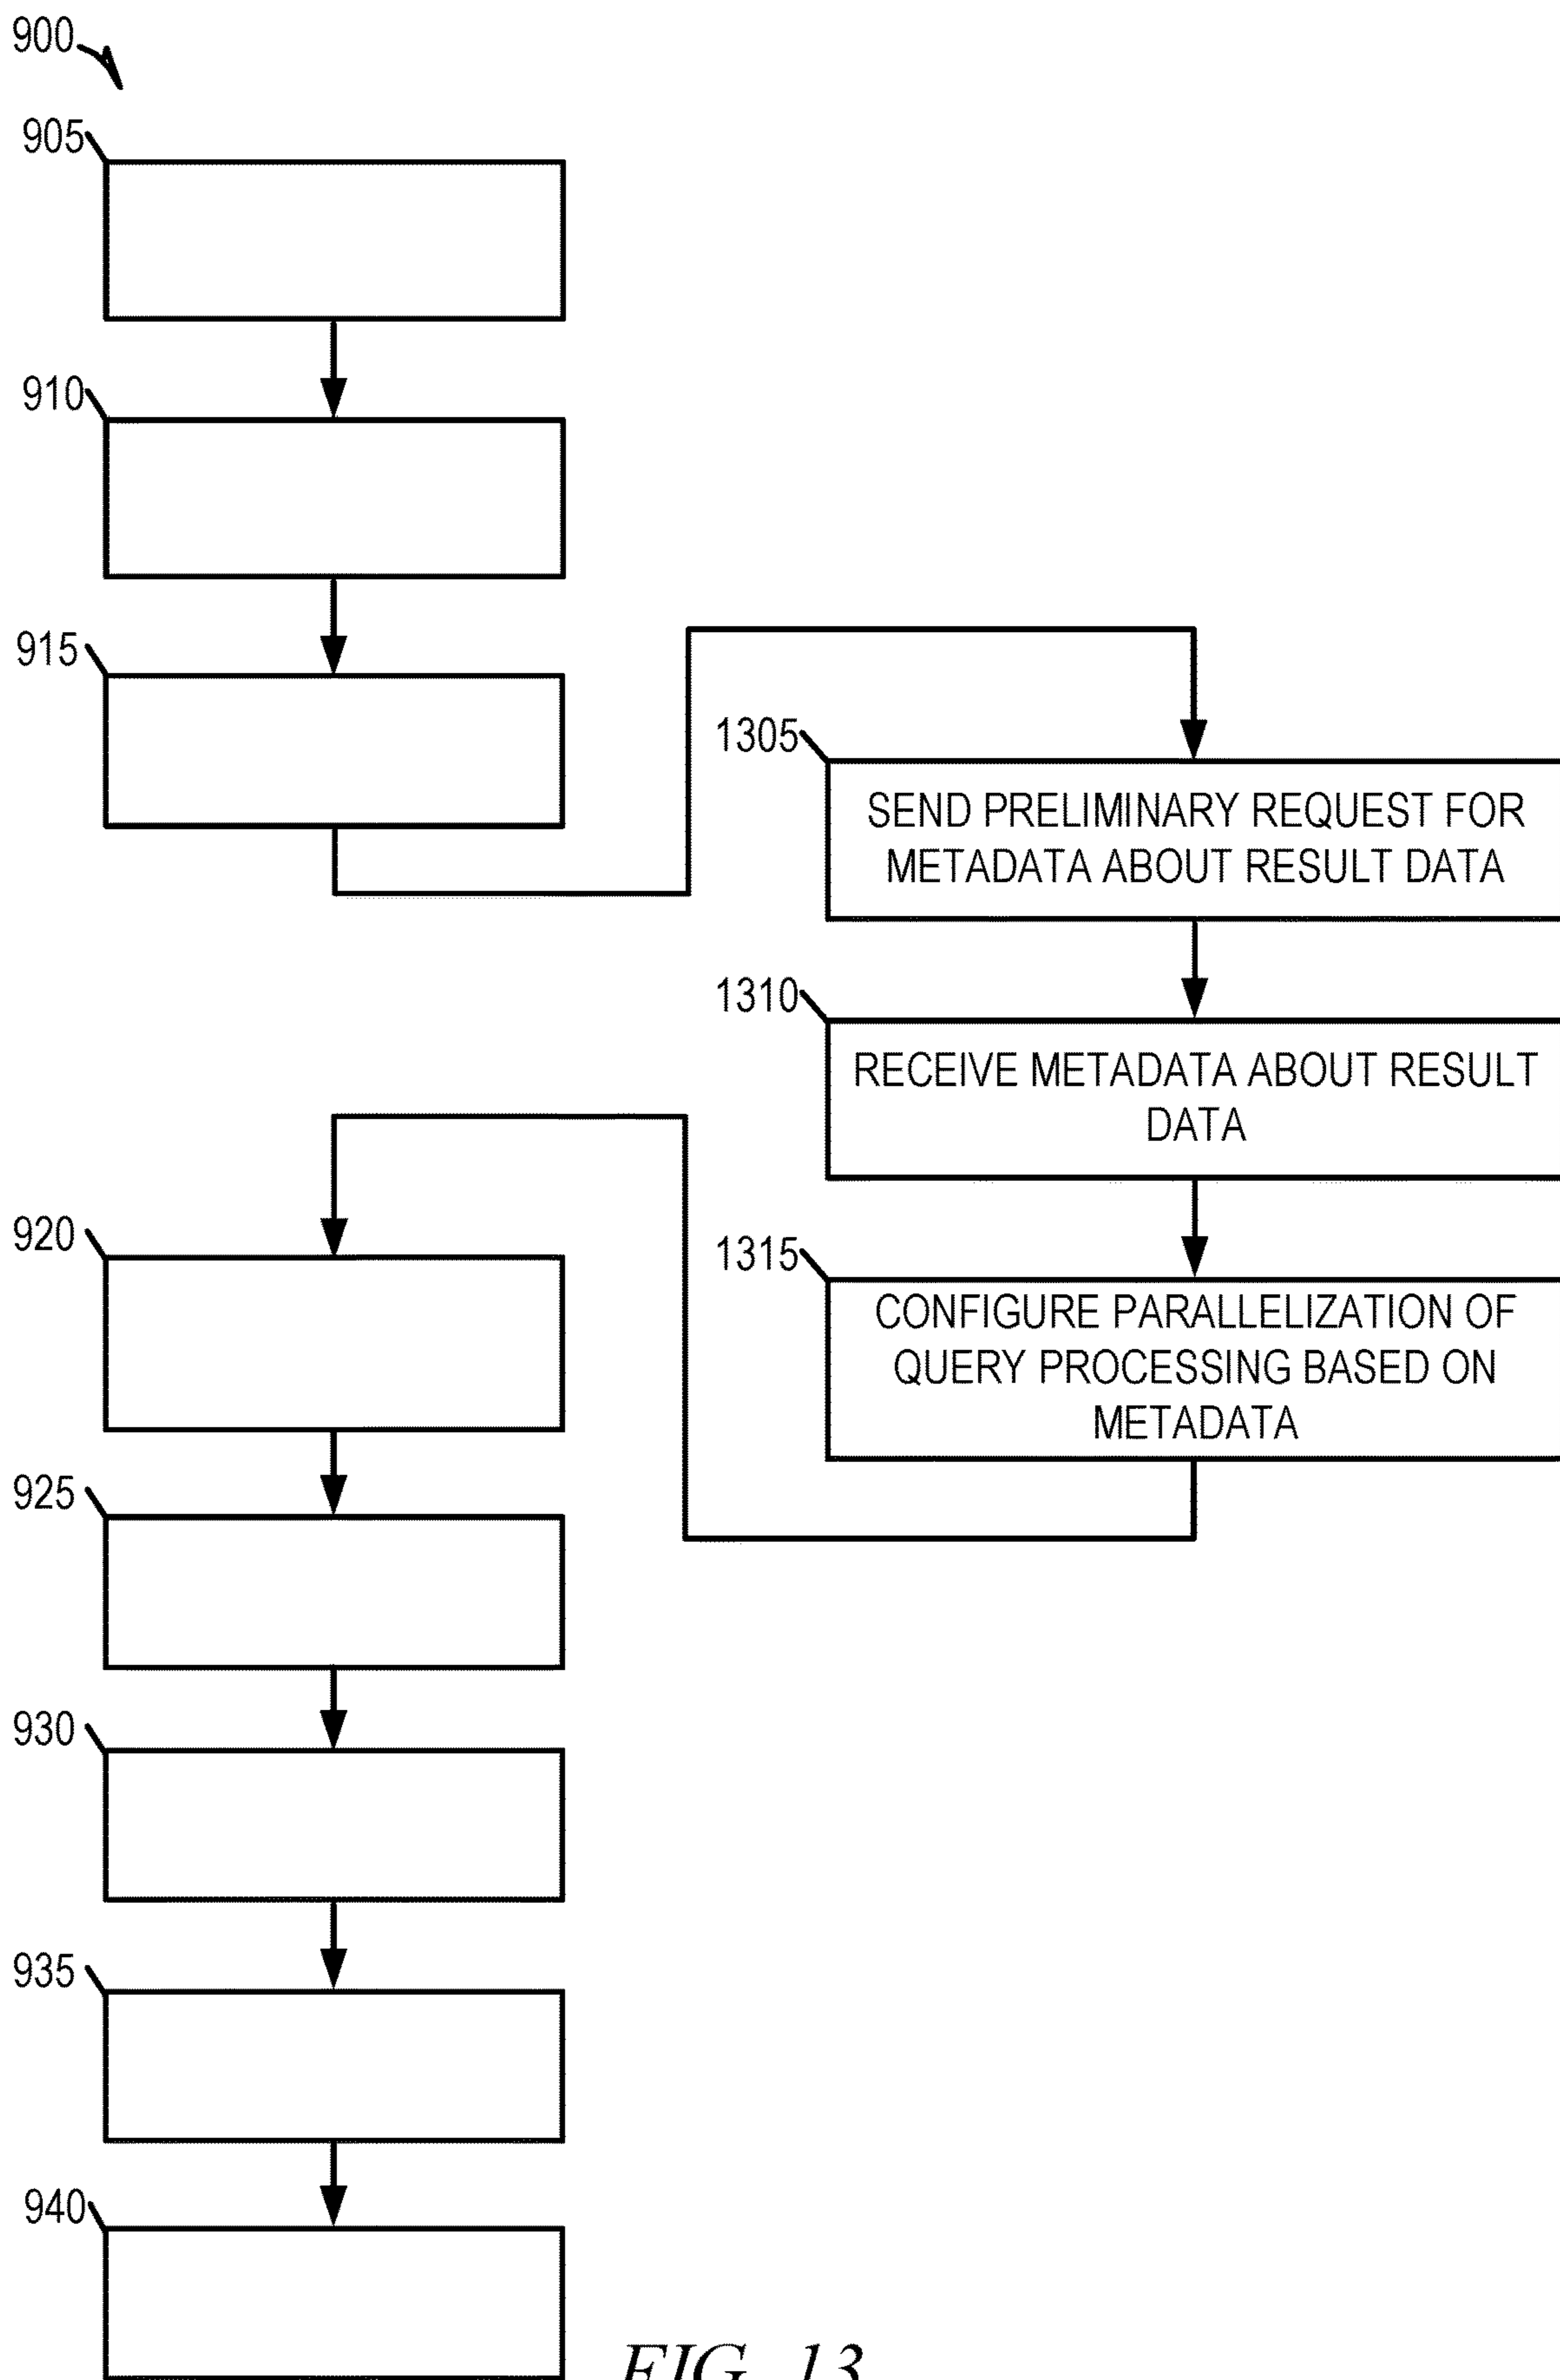 900
905
910
915
1305
SEND PRELIMINARY REQUEST FOR
METADATA ABOUT RESULT DATA
1310
RECEIVE METADATA ABOUT RESULT
DATA
1315
CONFIGURE PARALLELIZATION OF
QUERY PROCESSING BASED ON
METADATA
920
925
930
935
940
FIG. 13